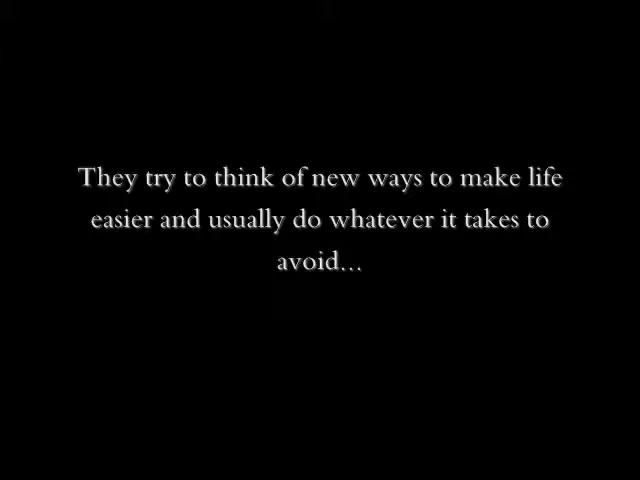 They try to think of new ways to make life
easier and usually do whatever it takes to
avoid...